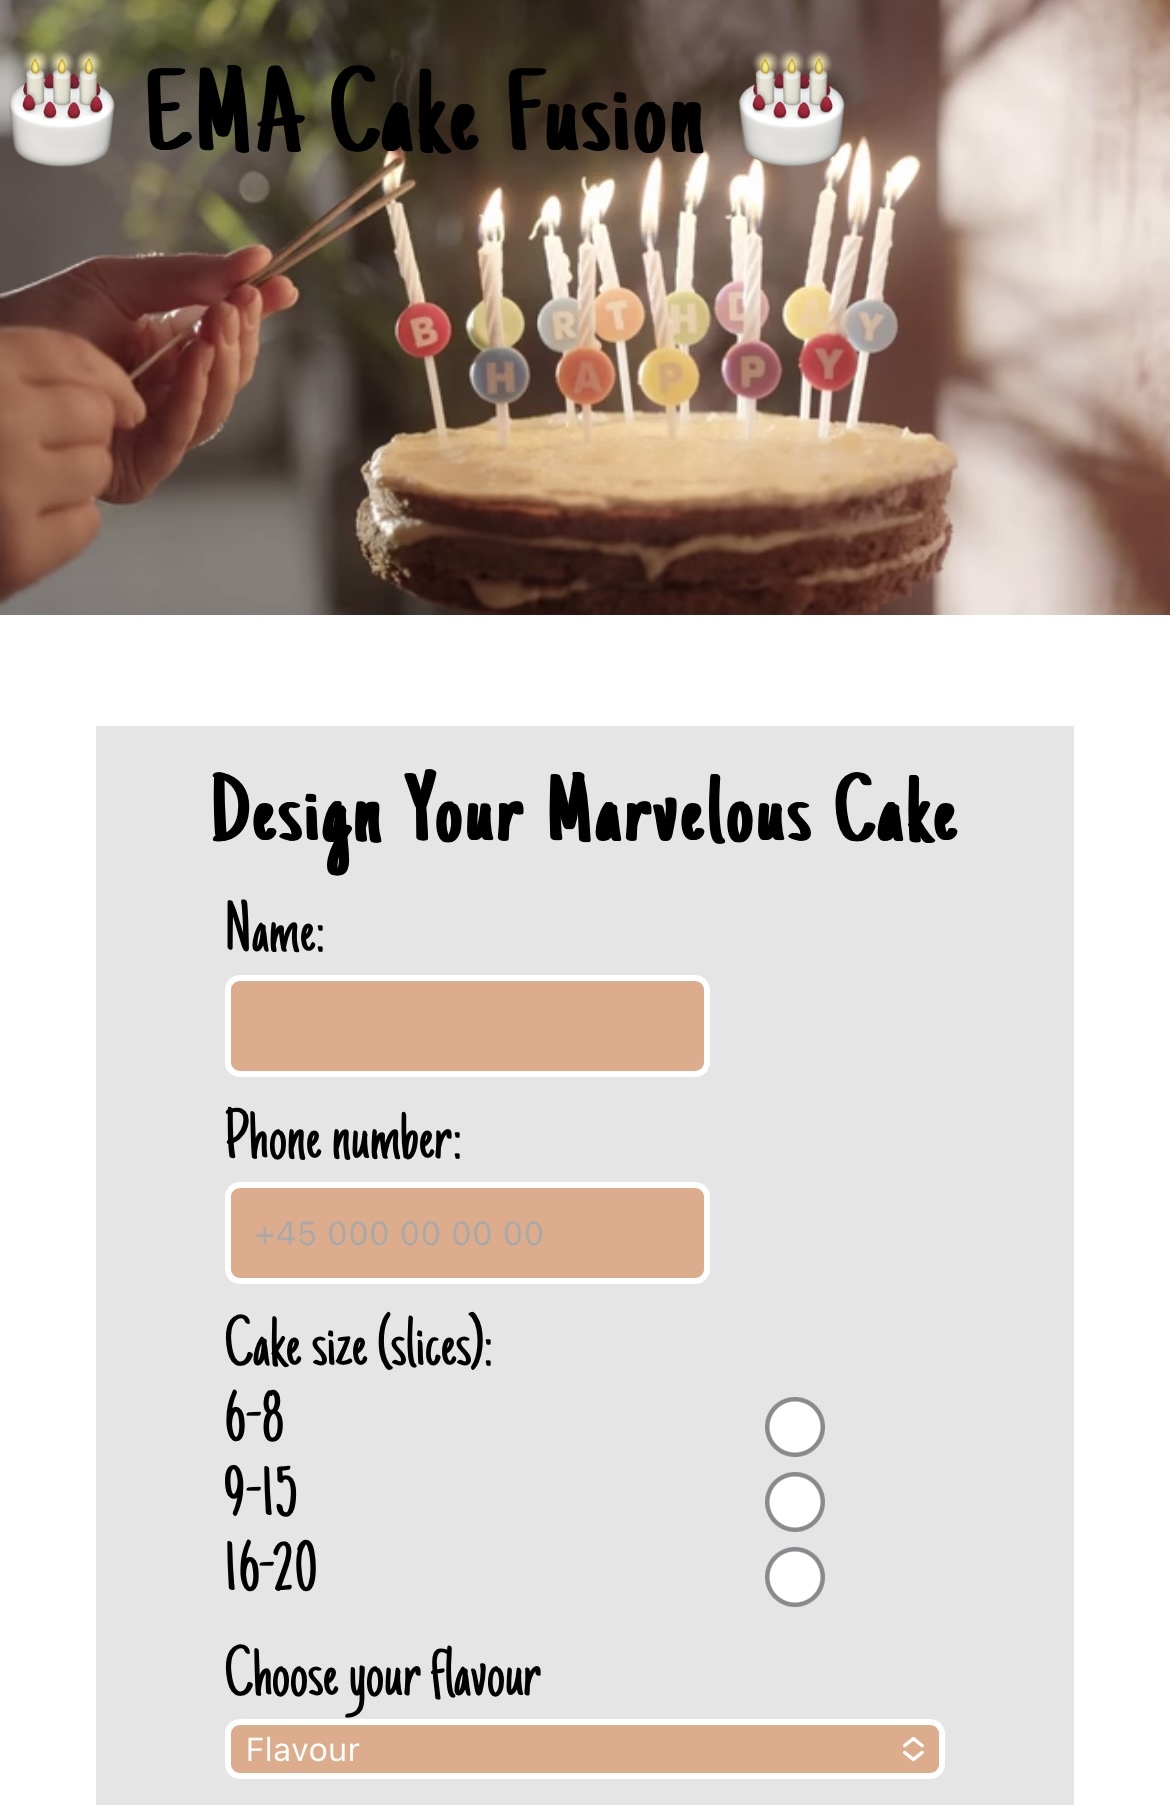 EMA Cake Fusion
B R T H D A Y
H A P P Y
Design Your Marvelous Cake
Name:
Phone number:
+45 000 00 00 00
Cake size (slices):
6-8
9-15
16-20
Choose your flavour
Flavour